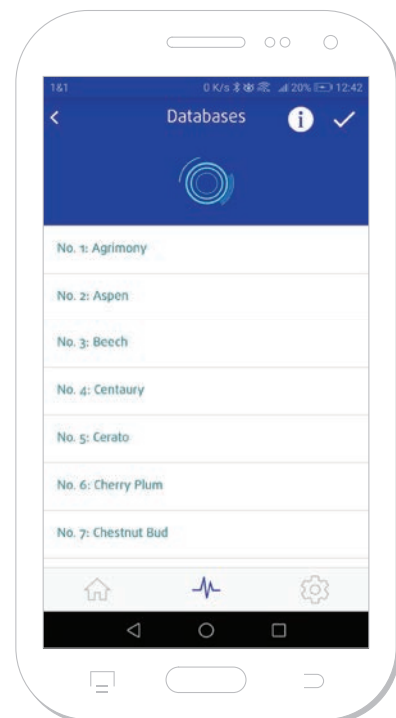 1&1 0 K/s 20% 12:42
Databases
No. 1: Agrimony
No. 2: Aspen
No. 3: Beech
No. 4: Centaury
No. 5: Cerato
No. 6: Cherry Plum
No. 7: Chestnut Bud